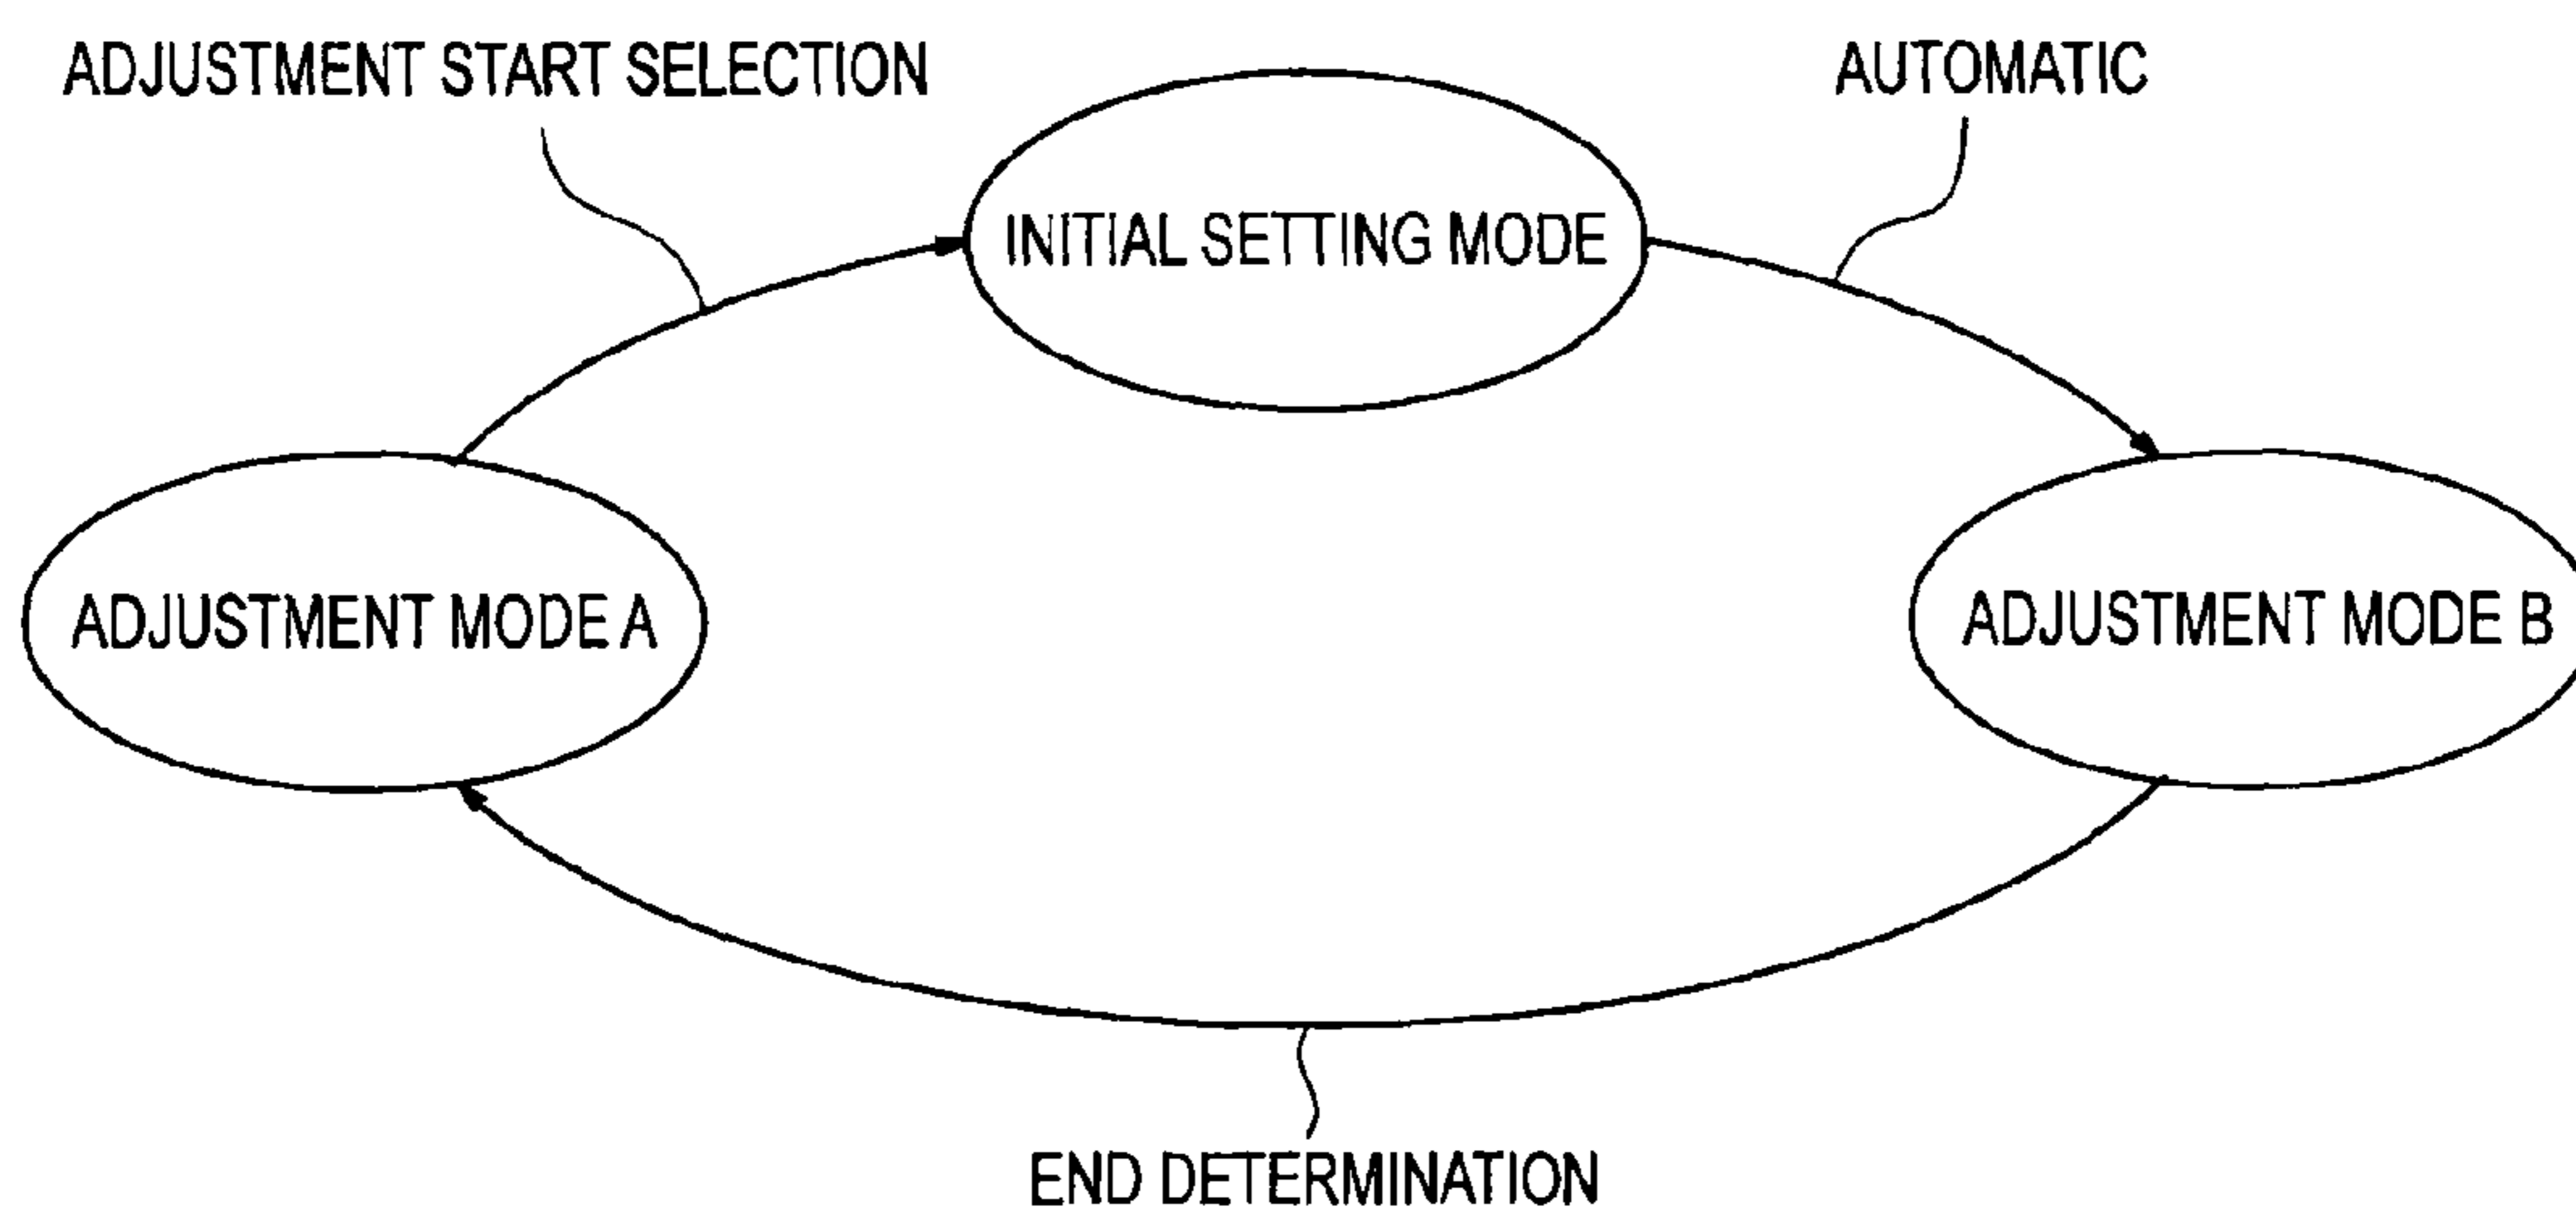 ADJUSTMENT START SELECTION
AUTOMATIC
INITIAL SETTING MODE
ADJUSTMENT MODE A
ADJUSTMENT MODE B
END DETERMINATION